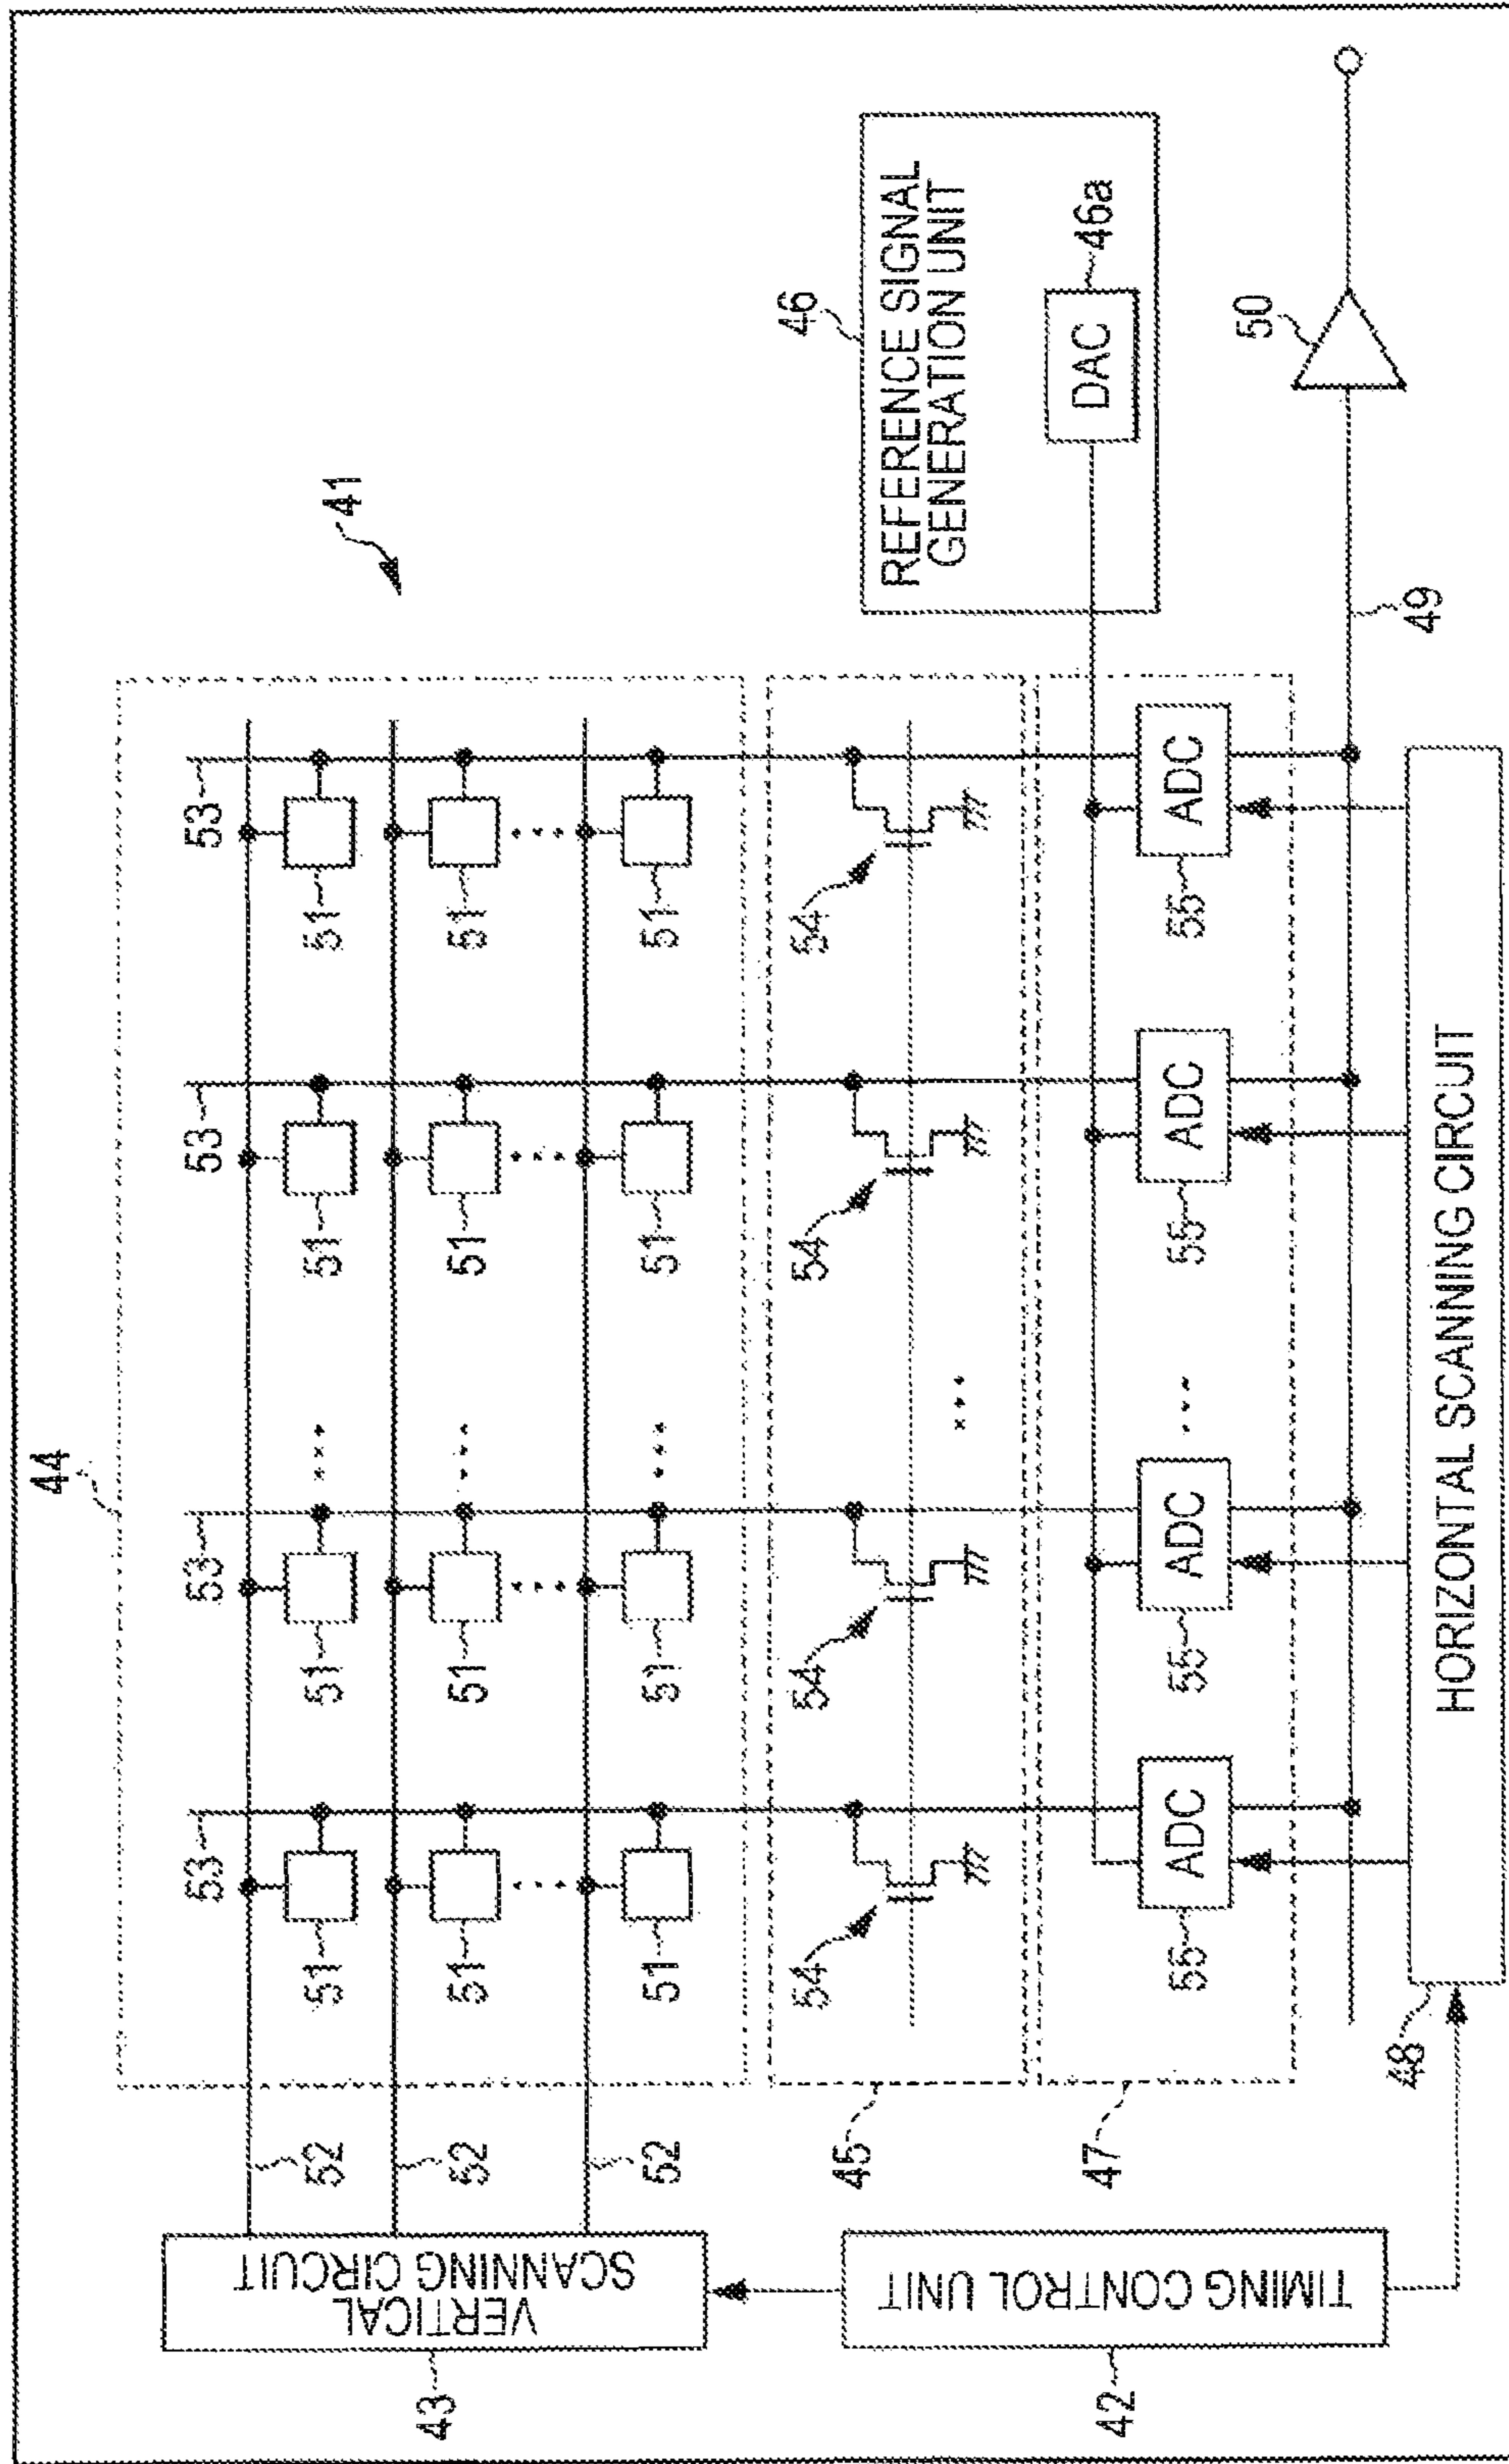 44
53 53 53 53
52 51 51 51 51
41
43
VERTICAL
SCANNING CIRCUIT
52 51 51 51 51
52 51 51 51 51
46
54 54 54 54
45
REFERENCE SIGNAL
GENERATION UNIT
DAC 46a
47
42
TIMING CONTROL UNIT
ADC ADC ADC ADC
55 55 55 55
50
49
48
HORIZONTAL SCANNING CIRCUIT